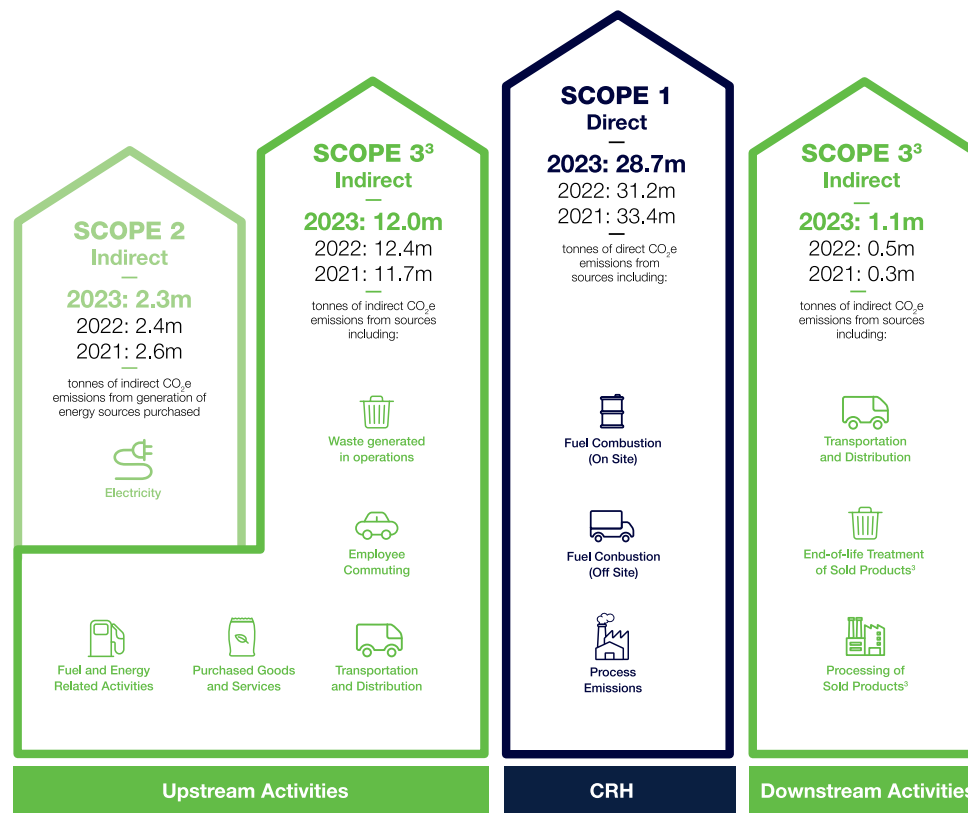 SCOPE 2
Indirect
2023: 2.3m
2022: 2.4m
2021: 2.6m
tonnes of indirect CO₂e
emissions from generation of
energy sources purchased
Electricity
SCOPE 3³
Indirect
2023: 12.0m
2022: 12.4m
2021: 11.7m
tonnes of indirect CO₂e
emissions from sources
including:
Waste generated
in operations
Employee
Commuting
Fuel and Energy
Related Activities
Purchased Goods
and Services
Transportation
and Distribution
Upstream Activities
SCOPE 1
Direct
2023: 28.7m
2022: 31.2m
2021: 33.4m
tonnes of direct CO₂e
emissions from
sources including:
Fuel Combustion
(On Site)
Fuel Conbustion
(Off Site)
Process
Emissions
CRH
SCOPE 3³
Indirect
2023: 1.1m
2022: 0.5m
2021: 0.3m
tonnes of indirect CO₂e
emissions from sources
including:
Transportation
and Distribution
End-of-life Treatment
of Sold Products³
Processing of
Sold Products³
Downstream Activities